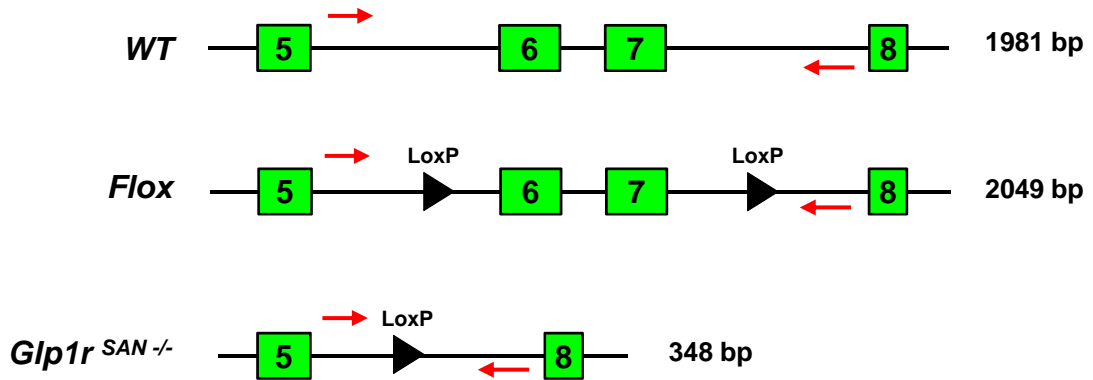 WT 5 6 7 8 1981 bp
LoxP LoxP
Flox 5 6 7 8 2049 bp
LoxP
Glp1r SAN -/- 5 8 348 bp